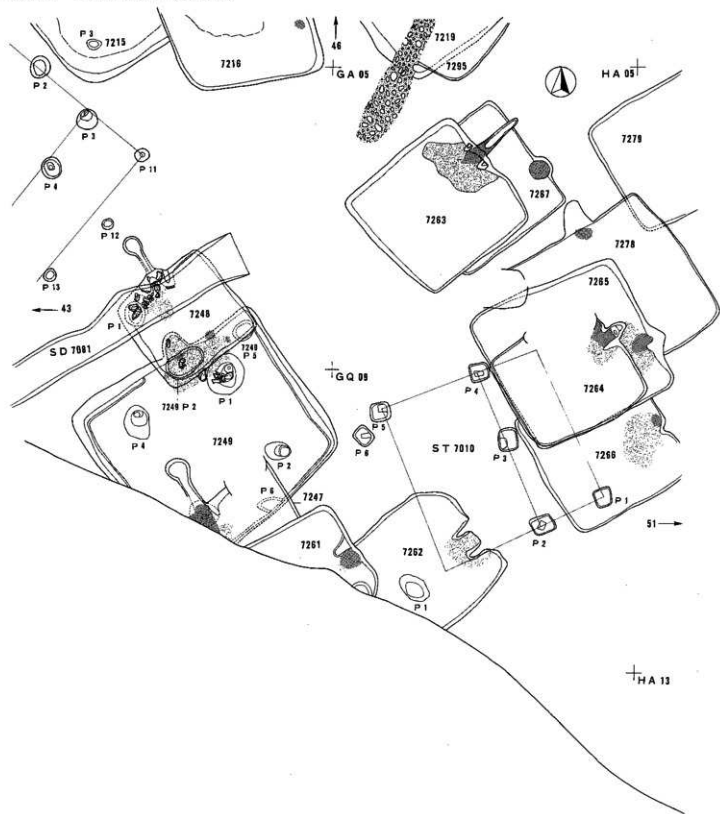 P 3
7215
7216
46
7219
7295
GA 05
HA 05
P 2
P 3
P 4
P 11
7279
7263
7267
P 12
P 13
7278
7265
43
SD 7081
P 1
7248
7249
P 5
7249 P 2
P 1
GQ 09
P 4
7264
P 5
P 6
ST 7010
P 3
P 4
7249
P 2
7266
P 6
7247
P 1
51
P 2
7261
7262
P 1
HA 13